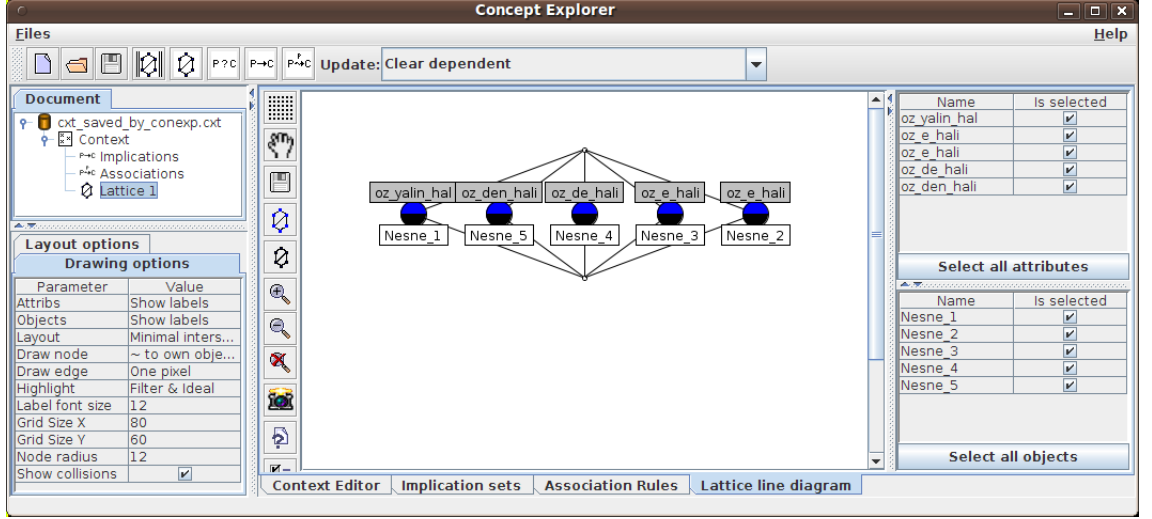 Concept Explorer
Files
Help
P?C
P→C
P→C
Update:
Clear dependent
Document
cxt_saved_by_conexp.cxt
Context
P→C Implications
P→C Associations
Lattice 1
Layout options
Drawing options
Parameter Value
Attribs Show labels
Objects Show labels
Layout Minimal inters...
Draw node ~ to own obje...
Draw edge One pixel
Highlight Filter & Ideal
Label font size 12
Grid Size X 80
Grid Size Y 60
Node radius 12
Show collisions
oz_yalin_hal oz_den_hali oz_de_hali oz_e_hali oz_e_hali
Nesne_1 Nesne_5 Nesne_4 Nesne_3 Nesne_2
Context Editor Implication sets Association Rules Lattice line diagram
Name Is selected
oz_yalin_hal
oz_e_hali
oz_e_hali
oz_de_hali
oz_den_hali
Select all attributes
Name Is selected
Nesne_1
Nesne_2
Nesne_3
Nesne_4
Nesne_5
Select all objects